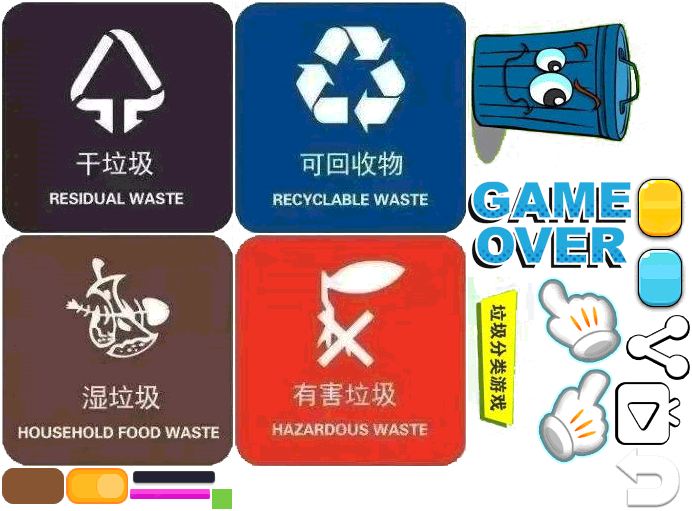 干垃圾
RESIDUAL WASTE
可回收物
RECYCLABLE WASTE
湿垃圾
HOUSEHOLD FOOD WASTE
有害垃圾
HAZARDOUS WASTE
GAME
OVER
垃圾分类游戏